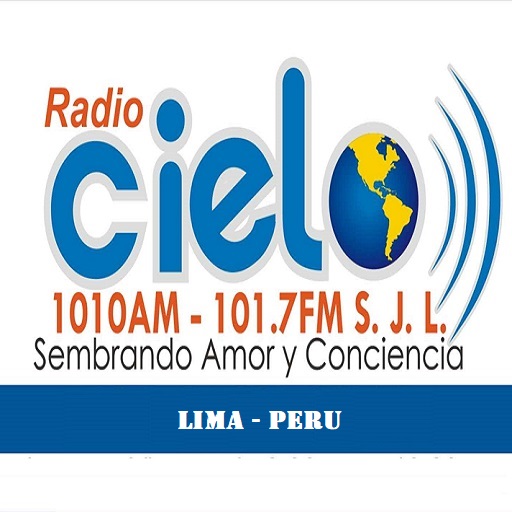 Radio
cielo
1010AM - 101.7FM S. J. L.
Sembrando Amor y Conciencia
LIMA - PERU